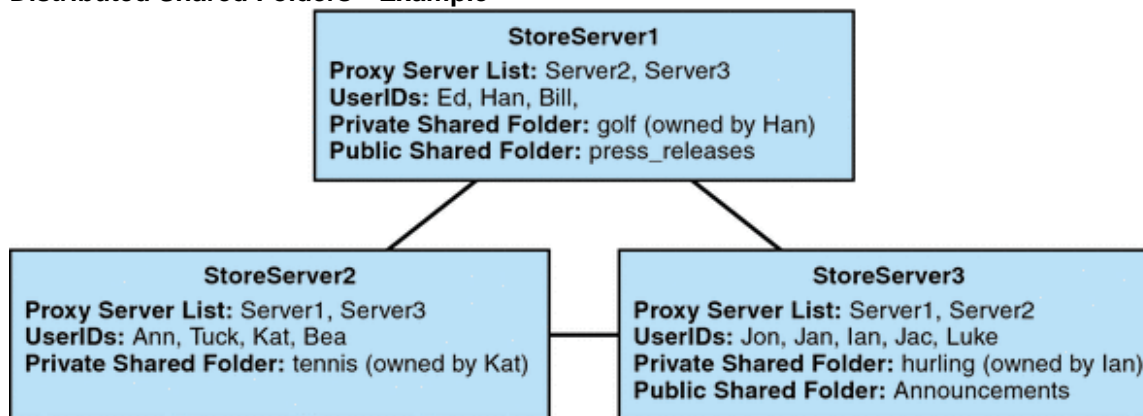 Distributed Shared Folders—Example
StoreServer1
Proxy Server List: Server2, Server3
UserIDs: Ed, Han, Bill,
Private Shared Folder: golf (owned by Han)
Public Shared Folder: press_releases
StoreServer2
Proxy Server List: Server1, Server3
UserIDs: Ann, Tuck, Kat, Bea
Private Shared Folder: tennis (owned by Kat)
StoreServer3
Proxy Server List: Server1, Server2
UserIDs: Jon, Jan, Ian, Jac, Luke
Private Shared Folder: hurling (owned by Ian)
Public Shared Folder: Announcements